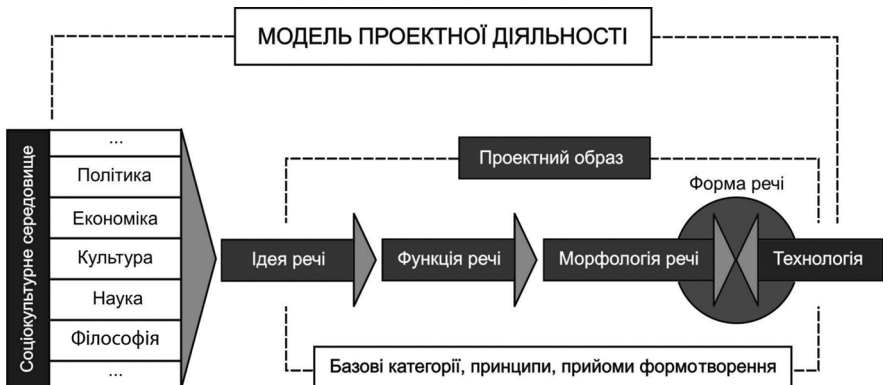 МОДЕЛЬ ПРОЕКТНОЇ ДІЯЛЬНОСТІ
Соціокультурне середовище
...
Політика
Економіка
Культура
Наука
Філософія
...
Проектний образ
Форма речі
Ідея речі
Функція речі
Морфологія речі
Технологія
Базові категорії, принципи, прийоми формотворення